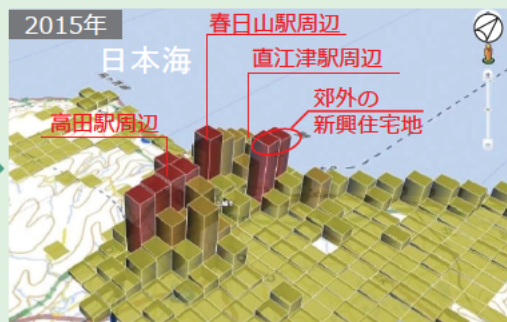 2015年
春日山駅周辺
日本海
直江津駅周辺
郊外の
新興住宅地
高田駅周辺